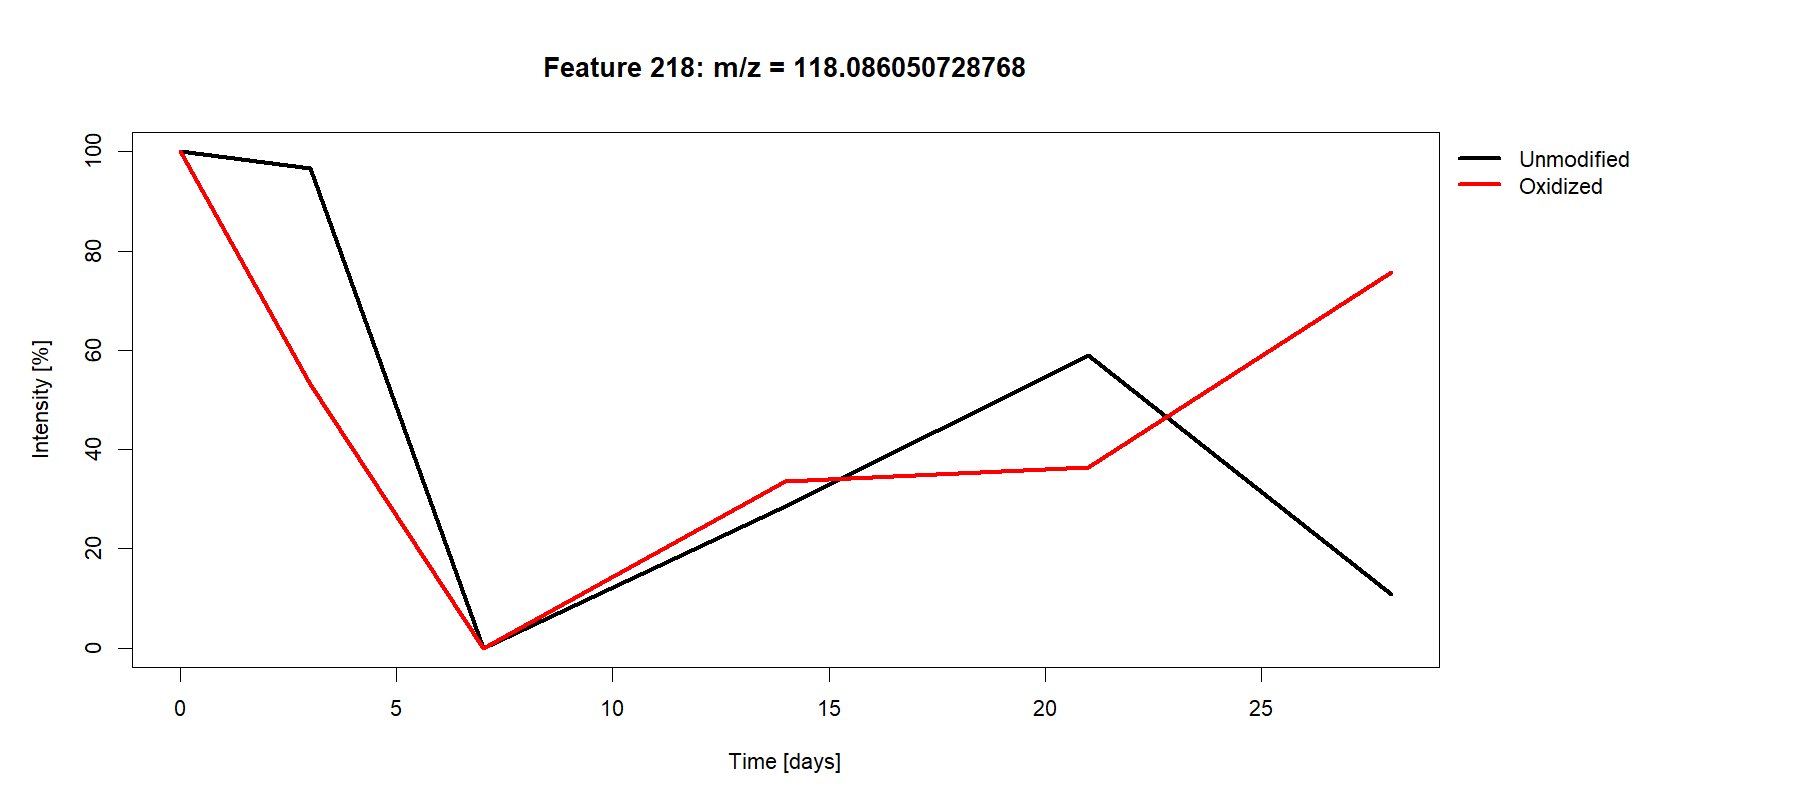 Feature 218: m/z = 118.086050728768
Unmodified
Oxidized
Intensity [%]
100
80
60
40
20
0
0 5 10 15 20 25
Time [days]